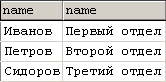 name name
Иванов Первый отдел
Петров Второй отдел
Сидоров Третий отдел